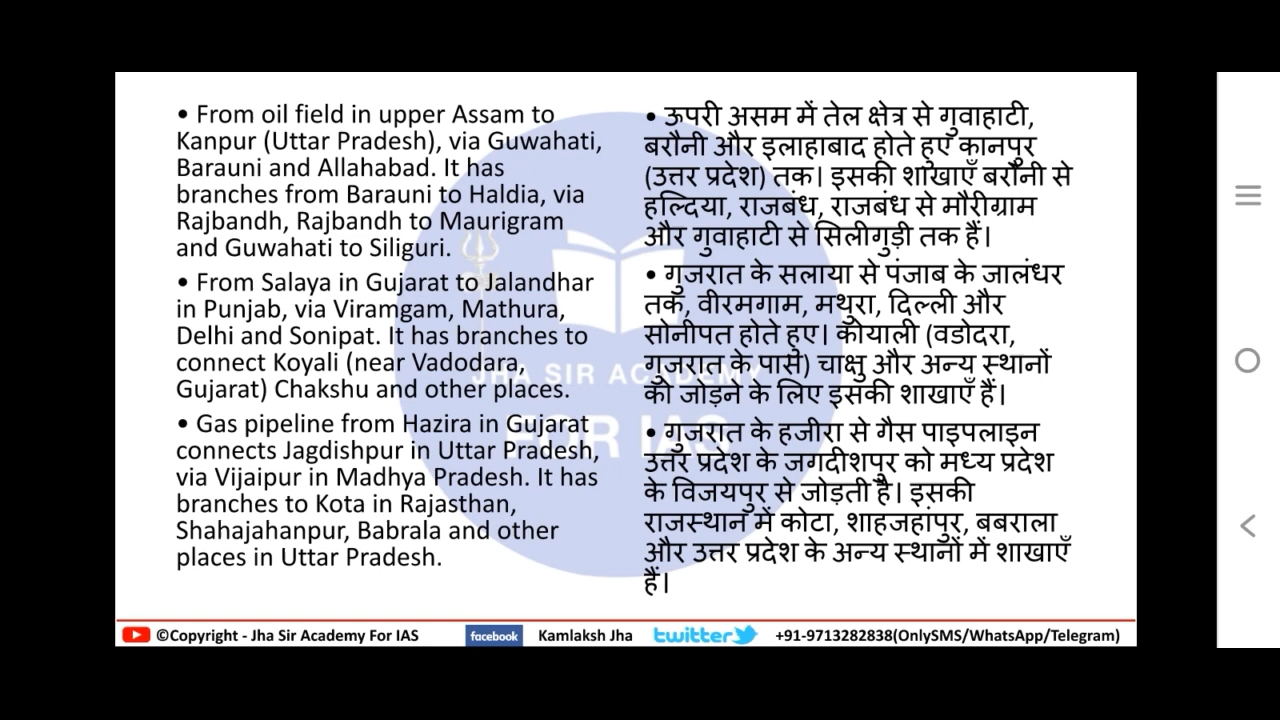 • From oil field in upper Assam to
Kanpur (Uttar Pradesh), via Guwahati,
Barauni and Allahabad. It has
branches from Barauni to Haldia, via
Rajbandh, Rajbandh to Maurigram
and Guwahati to Siliguri.
• From Salaya in Gujarat to Jalandhar
in Punjab, via Viramgam, Mathura,
Delhi and Sonipat. It has branches to
connect Koyali (near Vadodara,
Gujarat) Chakshu and other places.
• Gas pipeline from Hazira in Gujarat
connects Jagdishpur in Uttar Pradesh,
via Vijaipur in Madhya Pradesh. It has
branches to Kota in Rajasthan,
Shahajahanpur, Babrala and other
places in Uttar Pradesh.
• ऊपरी असम में तेल क्षेत्र से गुवाहाटी,
बरौनी और इलाहाबाद होते हुए कानपुर
(उत्तर प्रदेश) तक। इसकी शाखाएँ बरौनी से
हल्दिया, राजबंध, राजबंध से मौरीग्राम
और गुवाहाटी से सिलीगुड़ी तक हैं।
• गुजरात के सलाया से पंजाब के जालंधर
तक, वीरमगाम, मथुरा, दिल्ली और
सोनीपत होते हुए। कोयाली (वडोदरा,
गुजरात के पास) चाक्षु और अन्य स्थानों
को जोड़ने के लिए इसकी शाखाएँ हैं।
• गुजरात के हजीरा से गैस पाइपलाइन
उत्तर प्रदेश के जगदीशपुर को मध्य प्रदेश
के विजयपुर से जोड़ती है। इसकी
राजस्थान में कोटा, शाहजहांपुर, बबराला
और उत्तर प्रदेश के अन्य स्थानों में शाखाएँ
हैं।
JHA SIR ACADEMY
FOR IAS
©Copyright - Jha Sir Academy For IAS facebook Kamlaksh Jha twitter +91-9713282838(OnlySMS/WhatsApp/Telegram)